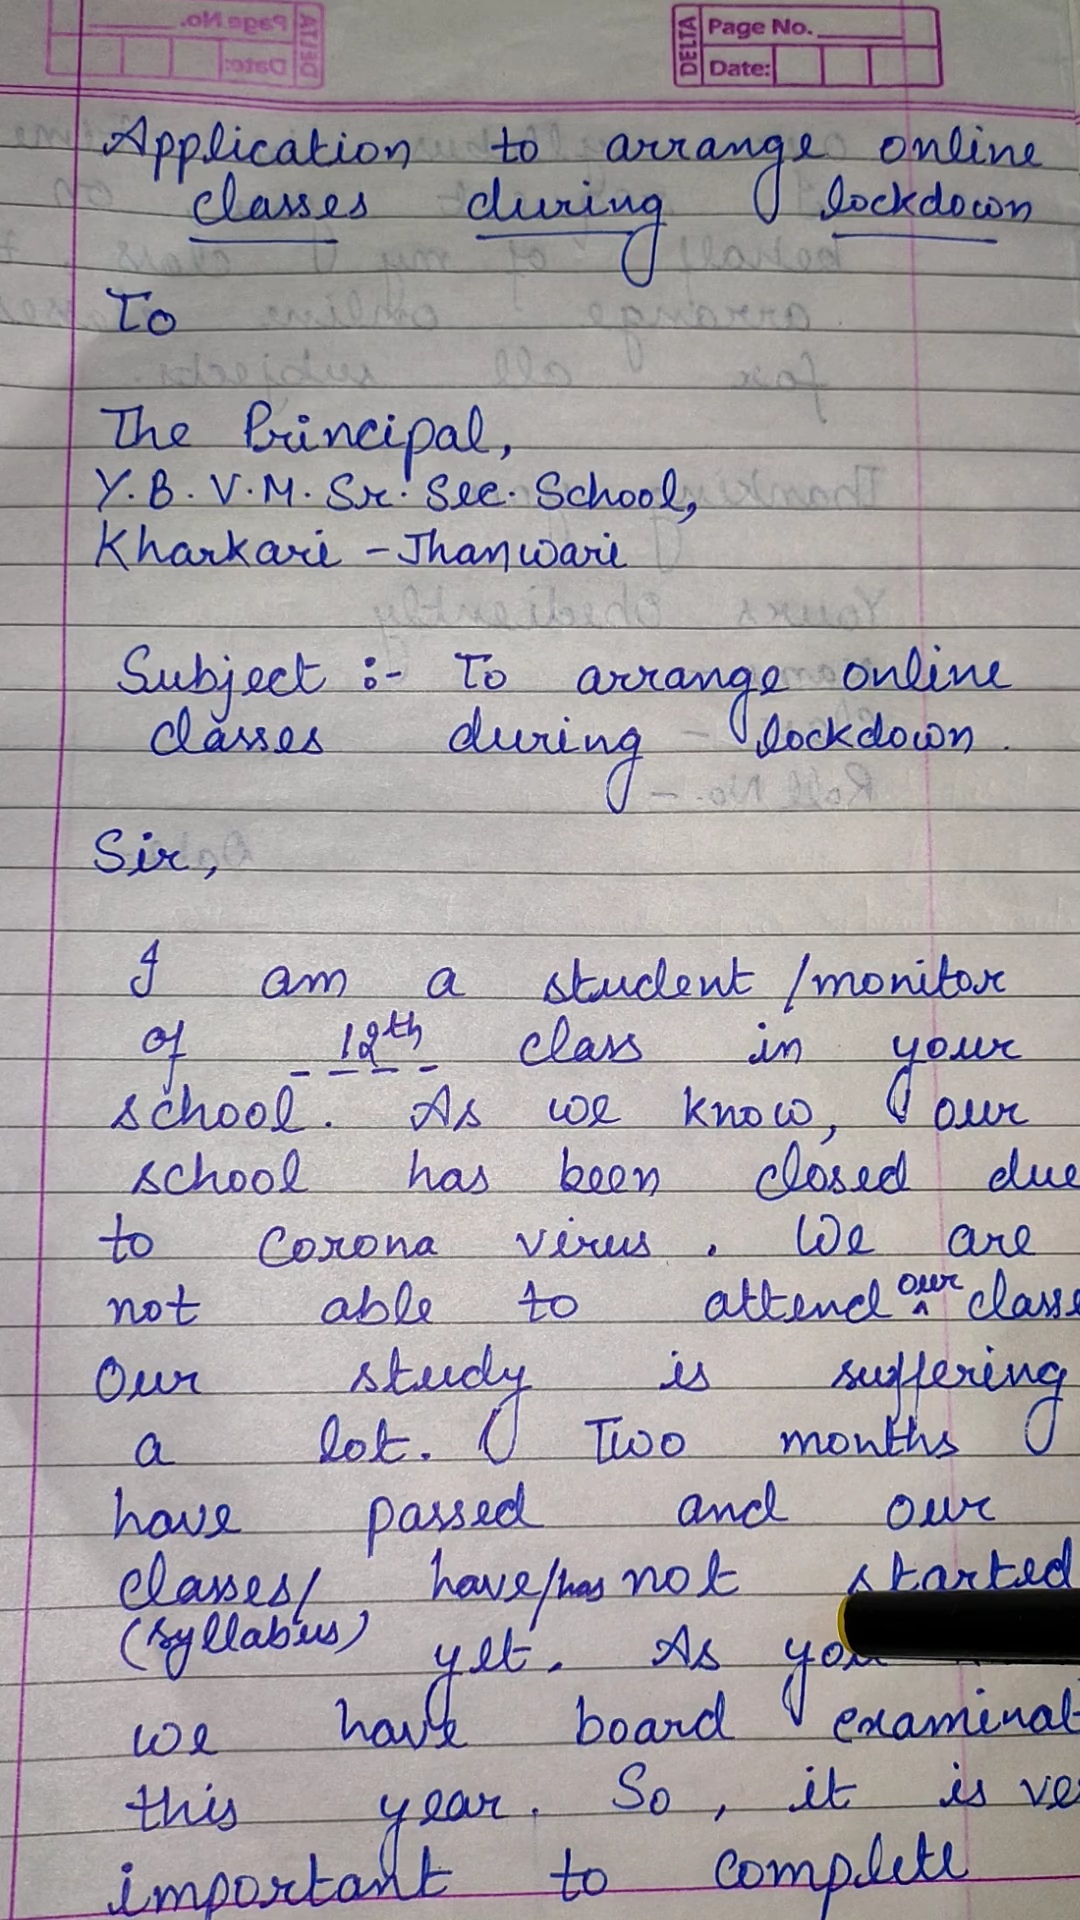 DELTA
Page No.
Date:
Application to arrange online
classes during lockdown
To
The Principal,
Y.B.V.M. Sr. Sec. School,
Kharkari - Jhanwari
Subject :- To arrange online
classes during lockdown.
Sir,
I am a student /monitor
of 12th class in your
school. As we know, our
school has been closed due
to corona virus. We are
not able to attend our classe
Our study is suffering
a lot. Two months
have passed and our
classes/ have/has not started
(syllabus) yet. As you
we have board examinat
this year. So, it is ve
important to complete